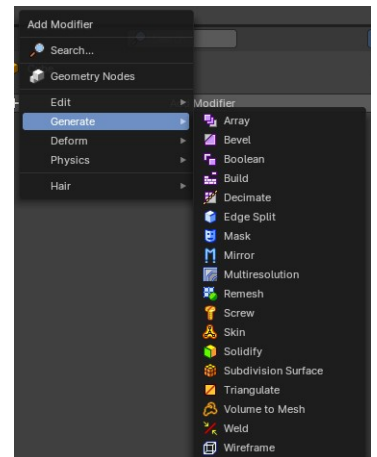 Add Modifier
Search...
Geometry Nodes
Edit
Generate
Deform
Physics
Hair
Modifier
Array
Bevel
Boolean
Build
Decimate
Edge Split
Mask
Mirror
Multiresolution
Remesh
Screw
Skin
Solidify
Subdivision Surface
Triangulate
Volume to Mesh
Weld
Wireframe